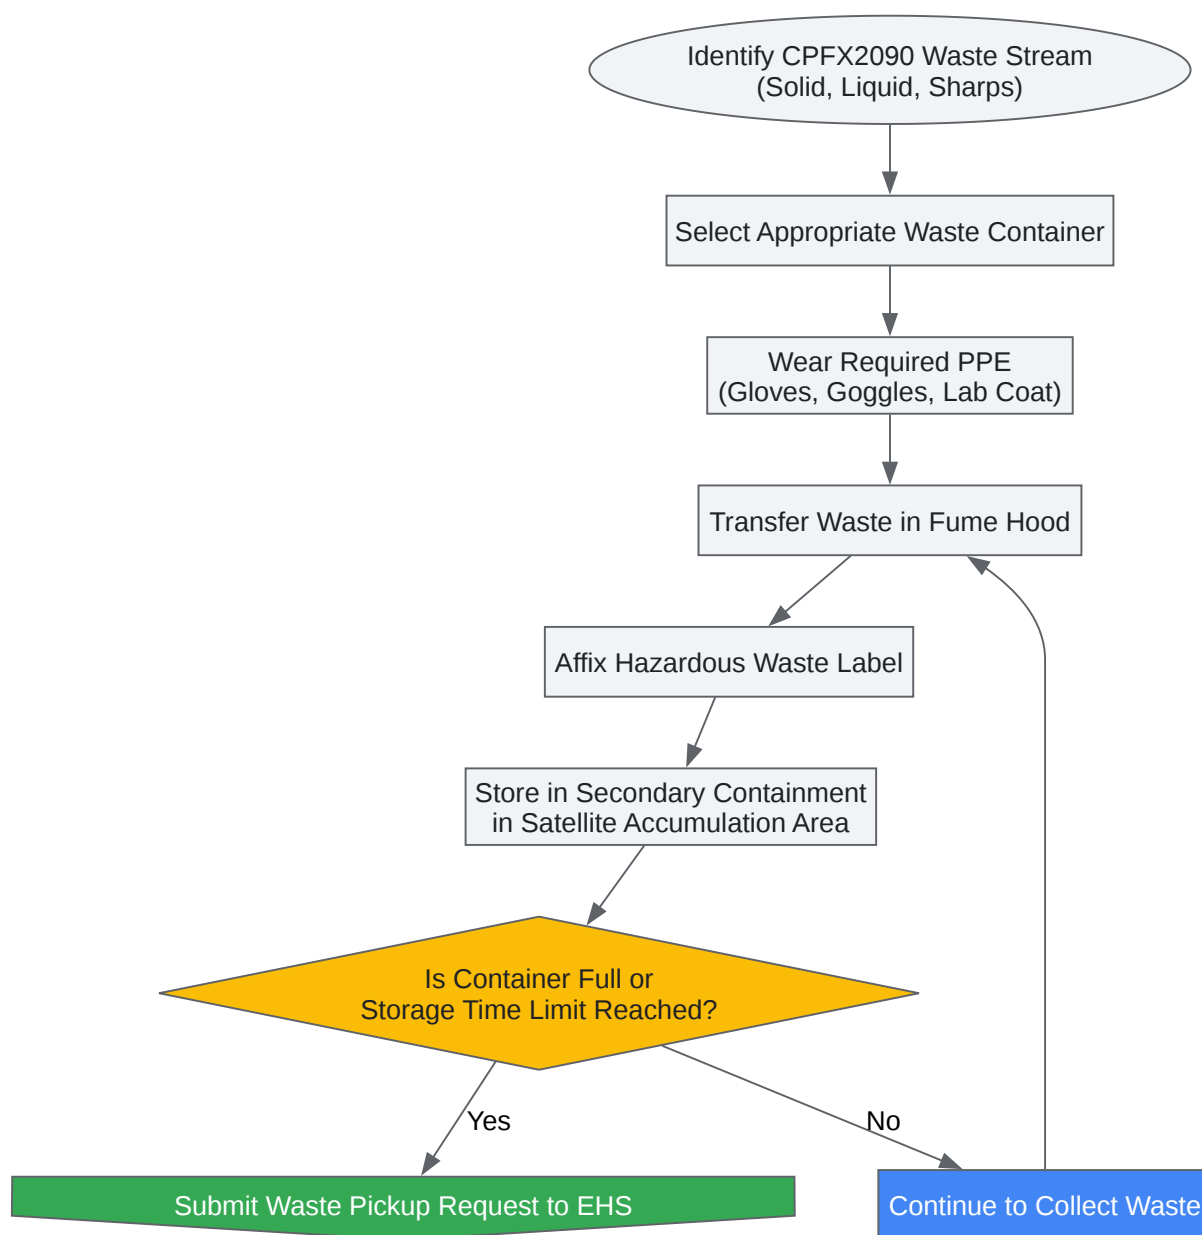 Identify CPFX2090 Waste Stream
(Solid, Liquid, Sharps)
Select Appropriate Waste Container
Wear Required PPE
(Gloves, Goggles, Lab Coat)
Transfer Waste in Fume Hood
Affix Hazardous Waste Label
Store in Secondary Containment
in Satellite Accumulation Area
Is Container Full or
Storage Time Limit Reached?
Yes
No
Submit Waste Pickup Request to EHS
Continue to Collect Waste